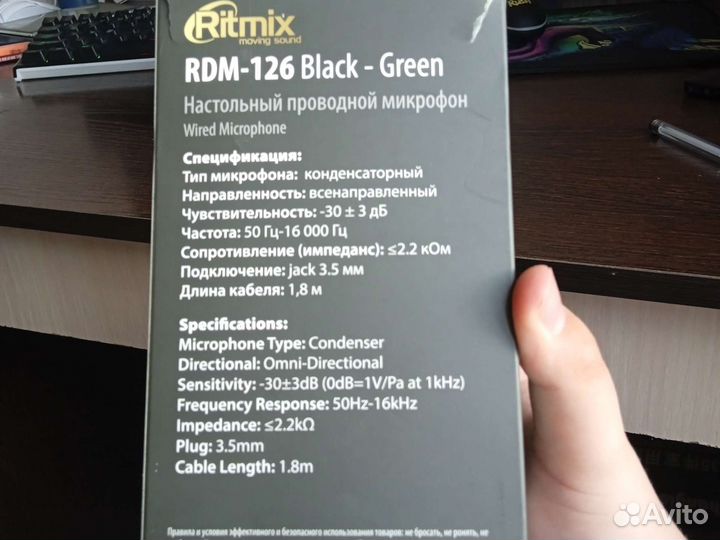 Ritmix
moving sound
RDM-126 Black - Green
Настольный проводной микрофон
Wired Microphone
Спецификация:
Тип микрофона: конденсаторный
Направленность: всенаправленный
Чувствительность: -30 ± 3 дБ
Частота: 50 Гц-16 000 Гц
Сопротивление (импеданс): ≤2.2 кОм
Подключение: jack 3.5 мм
Длина кабеля: 1,8 м
Specifications:
Microphone Type: Condenser
Directional: Omni-Directional
Sensitivity: -30±3dB (0dB=1V/Pa at 1kHz)
Frequency Response: 50Hz-16kHz
Impedance: ≤2.2kΩ
Plug: 3.5mm
Cable Length: 1.8m
Правила и условия эффективного и безопасного использования товаров: не бросать, не ронять, не
Avito